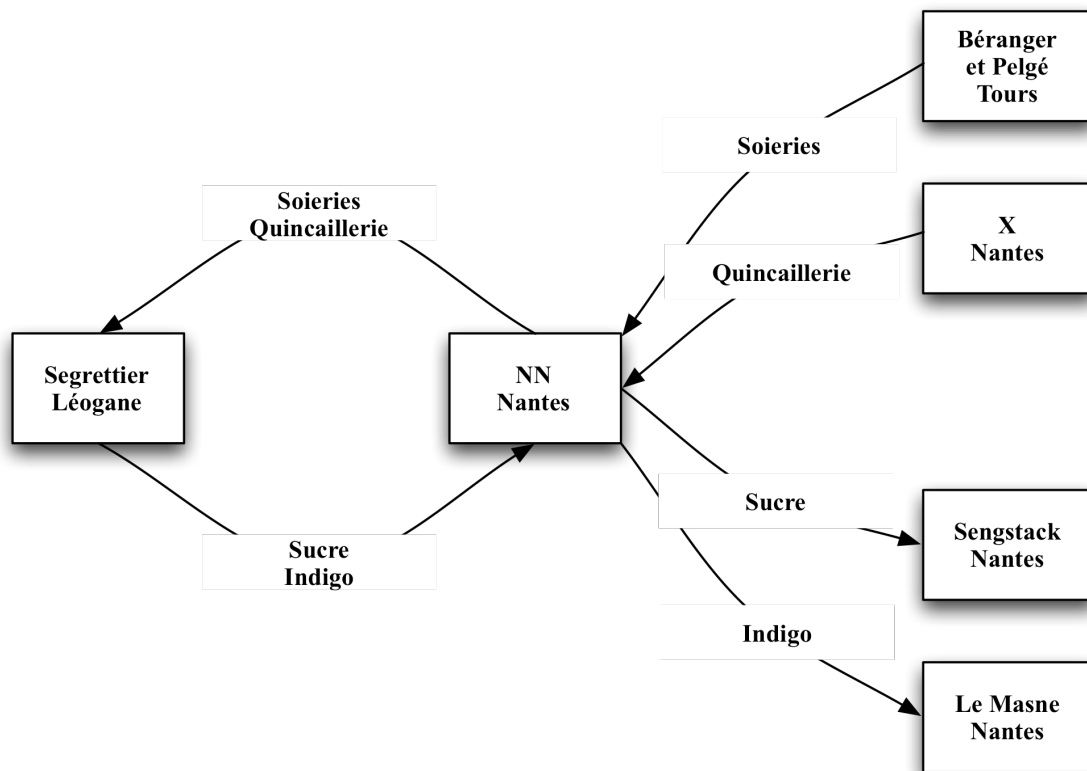 Béranger
et Pelgé
Tours
Soieries
Soieries
Quincaillerie
X
Nantes
Quincaillerie
Segrettier
Léogane
NN
Nantes
Sucre
Sengstack
Nantes
Sucre
Indigo
Indigo
Le Masne
Nantes